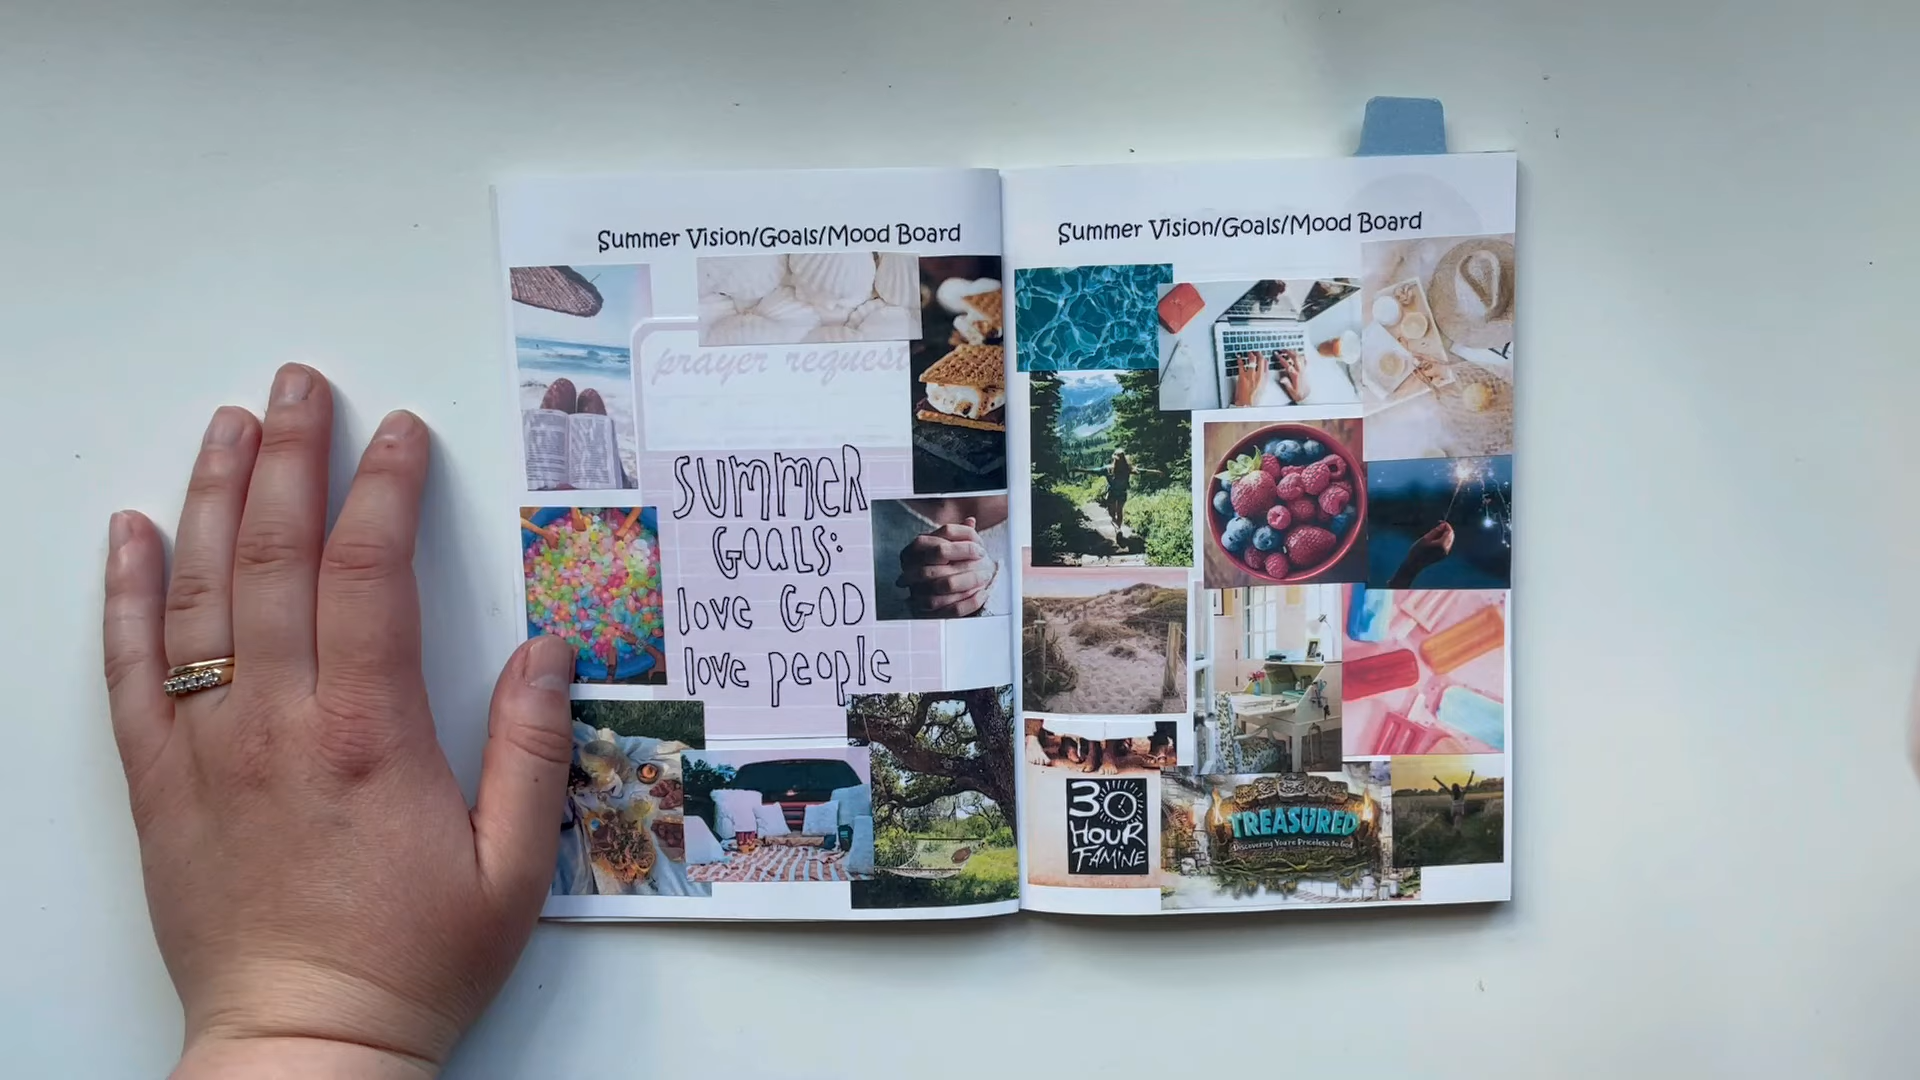 Summer Vision/Goals/Mood Board
prayer request
SUMMER
GOALS:
love GOD
love people
Summer Vision/Goals/Mood Board
30
HOUR
FAMINE
TREASURED
Discovering You're Priceless to God